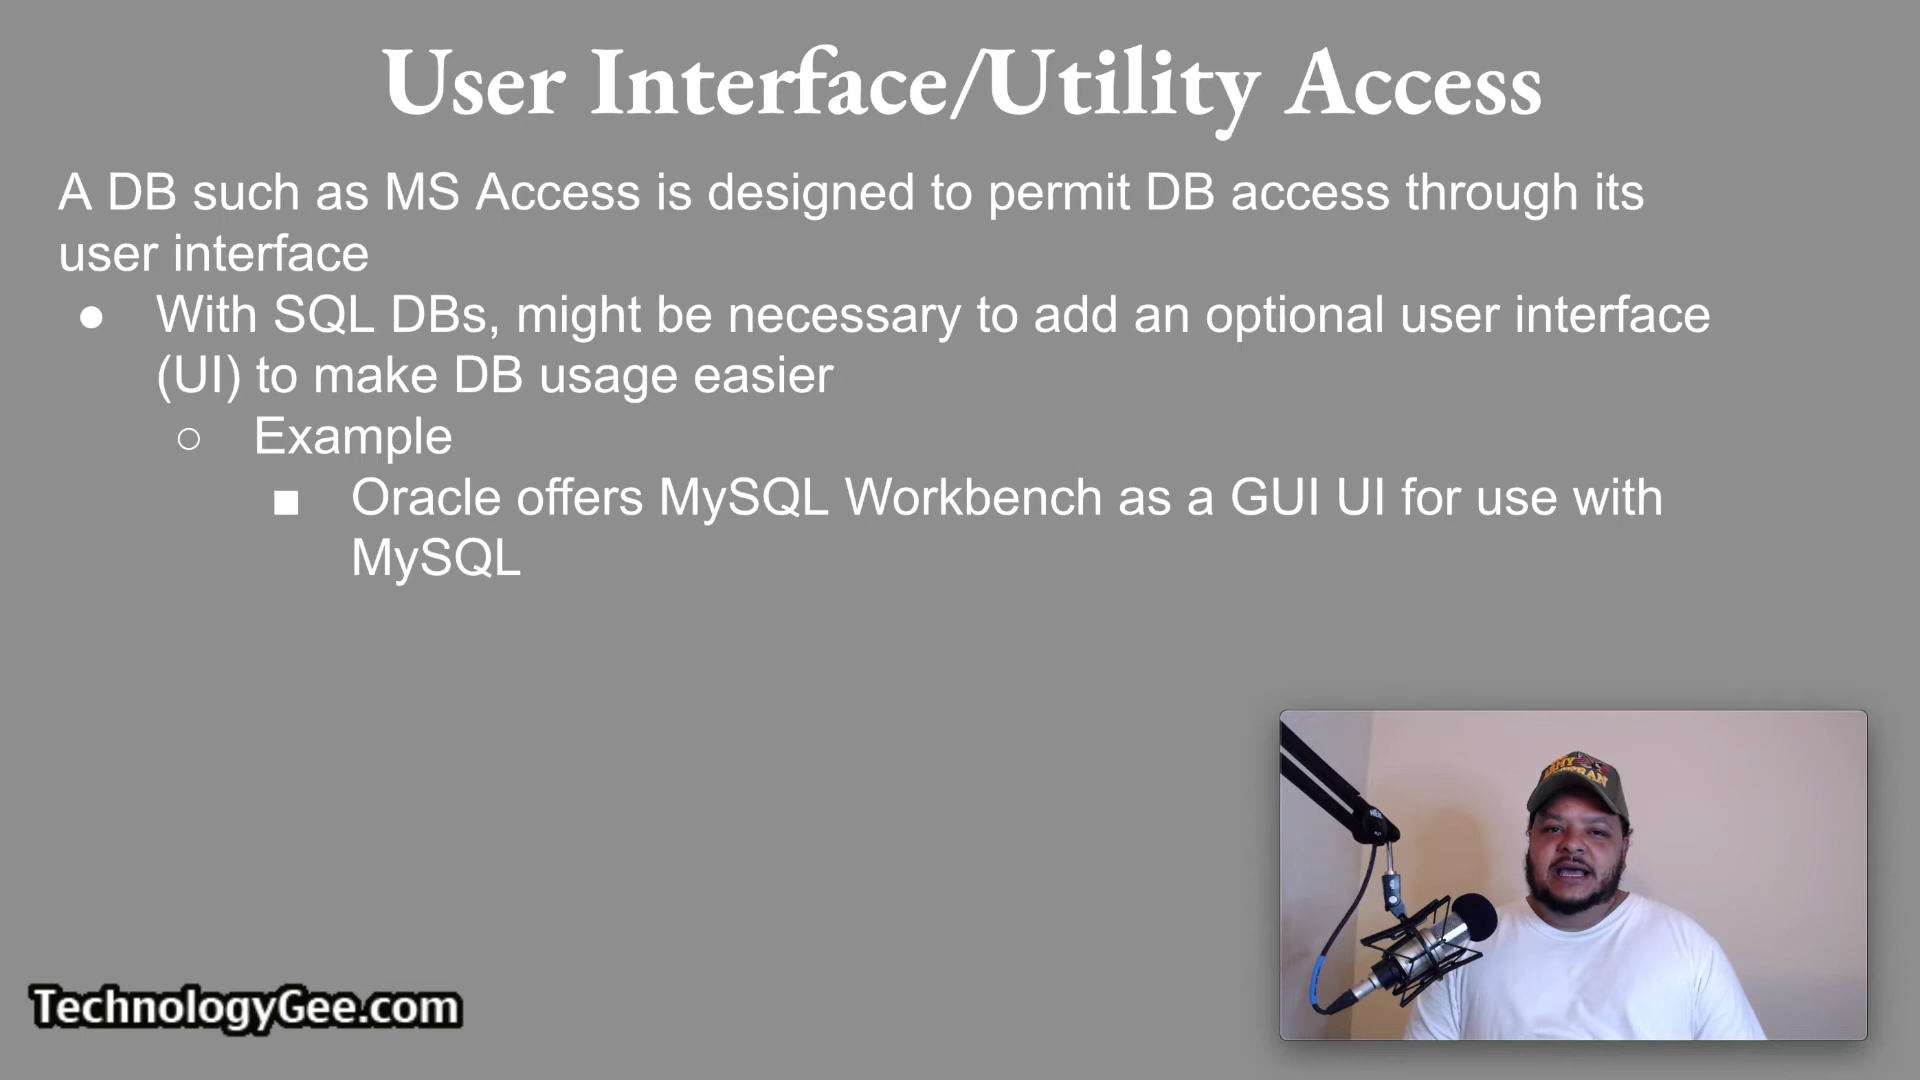 User Interface/Utility Access
A DB such as MS Access is designed to permit DB access through its
user interface
● With SQL DBs, might be necessary to add an optional user interface
(UI) to make DB usage easier
○ Example
■ Oracle offers MySQL Workbench as a GUI UI for use with
MySQL
ARMY
TechnologyGee.com